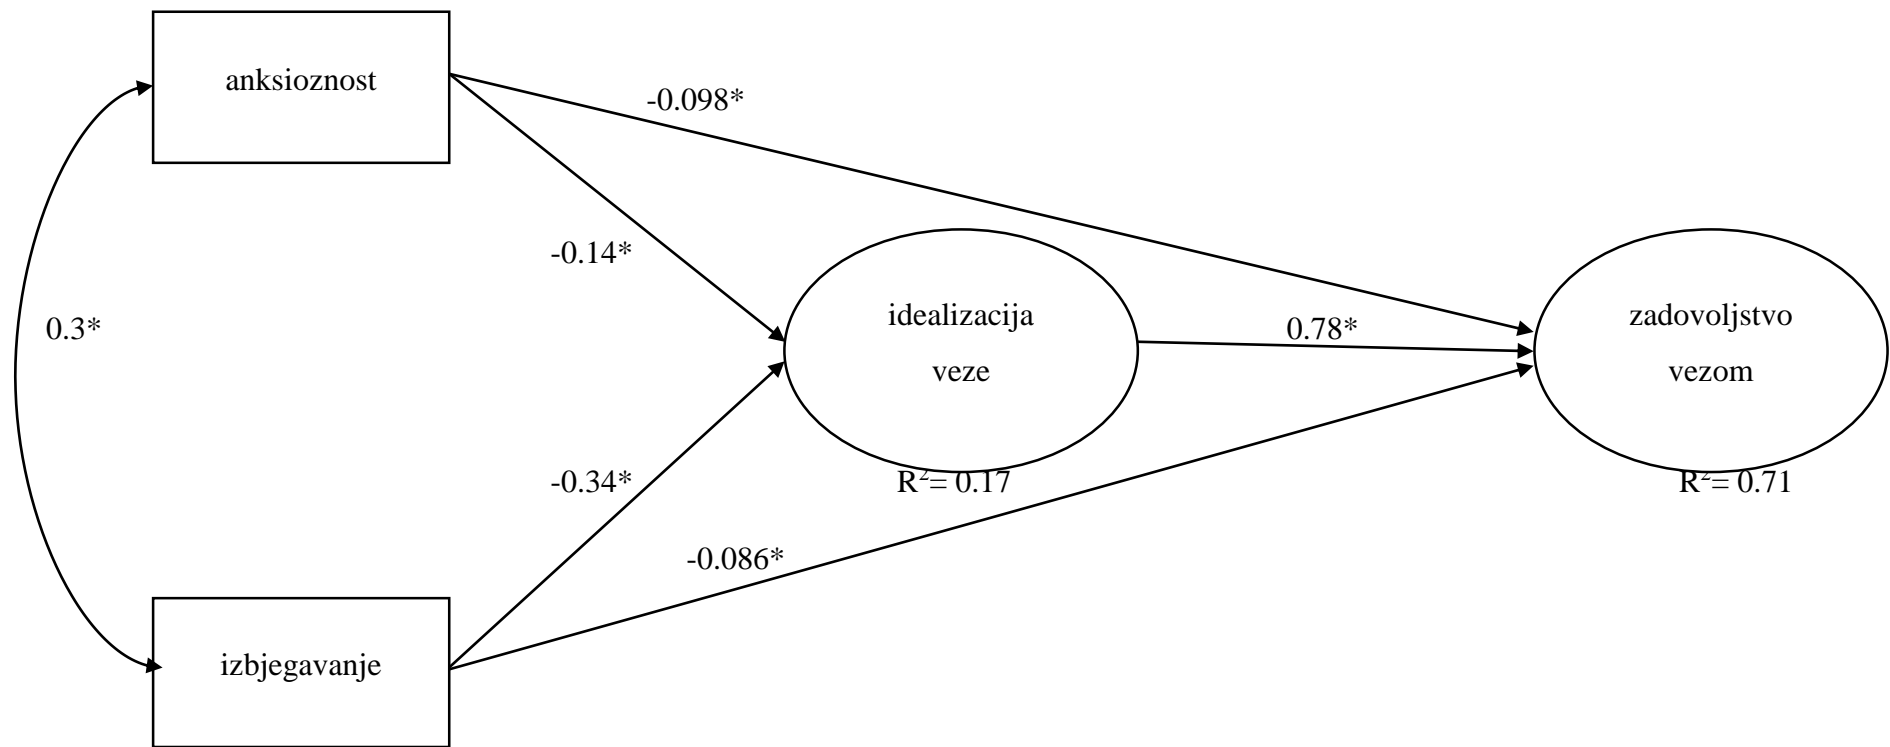 anksioznost
-0.098*
-0.14*
0.3*
idealizacija
veze
0.78*
zadovoljstvo
vezom
-0.34*
R²= 0.17
R²= 0.71
-0.086*
izbjegavanje